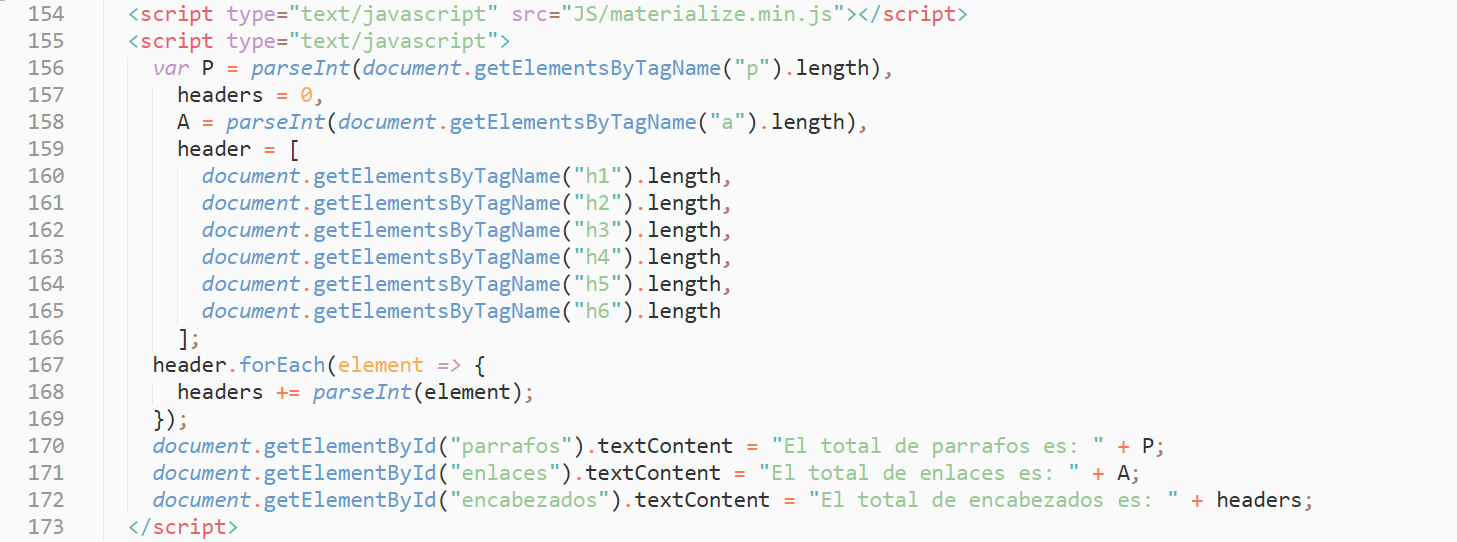 154 <script type="text/javascript" src="JS/materialize.min.js"></script>
155 <script type="text/javascript">
156 var P = parseInt(document.getElementsByTagName("p").length),
157 headers = 0,
158 A = parseInt(document.getElementsByTagName("a").length),
159 header = [
160 document.getElementsByTagName("h1").length,
161 document.getElementsByTagName("h2").length,
162 document.getElementsByTagName("h3").length,
163 document.getElementsByTagName("h4").length,
164 document.getElementsByTagName("h5").length,
165 document.getElementsByTagName("h6").length
166 ];
167 header.forEach(element => {
168 headers += parseInt(element);
169 });
170 document.getElementById("parrafos").textContent = "El total de parrafos es: " + P;
171 document.getElementById("enlaces").textContent = "El total de enlaces es: " + A;
172 document.getElementById("encabezados").textContent = "El total de encabezados es: " + headers;
173 </script>